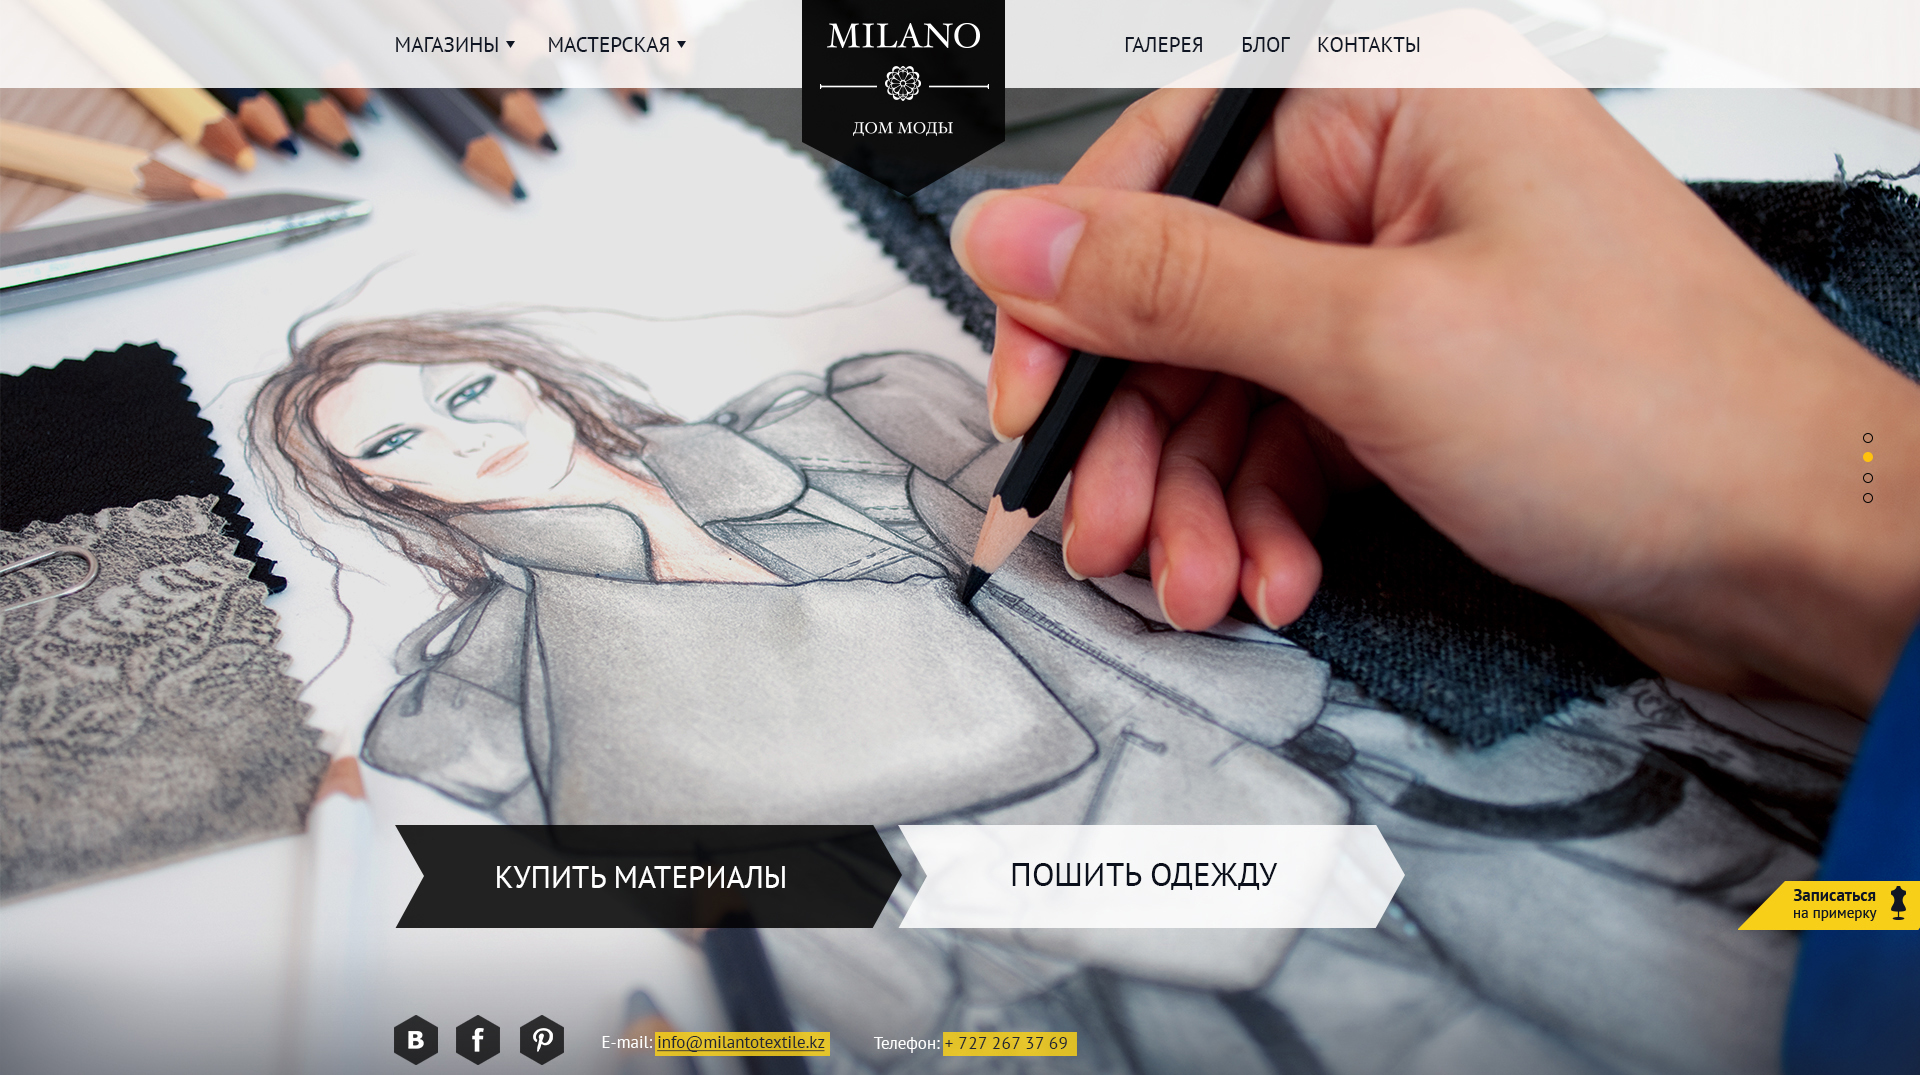 МАГАЗИНЫ
МАСТЕРСКАЯ
MILANO
ДОМ МОДЫ
ГАЛЕРЕЯ
БЛОГ
КОНТАКТЫ
КУПИТЬ МАТЕРИАЛЫ
ПОШИТЬ ОДЕЖДУ
Записаться
на примерку
E-mail: info@milantotextile.kz
Телефон: + 727 267 37 69